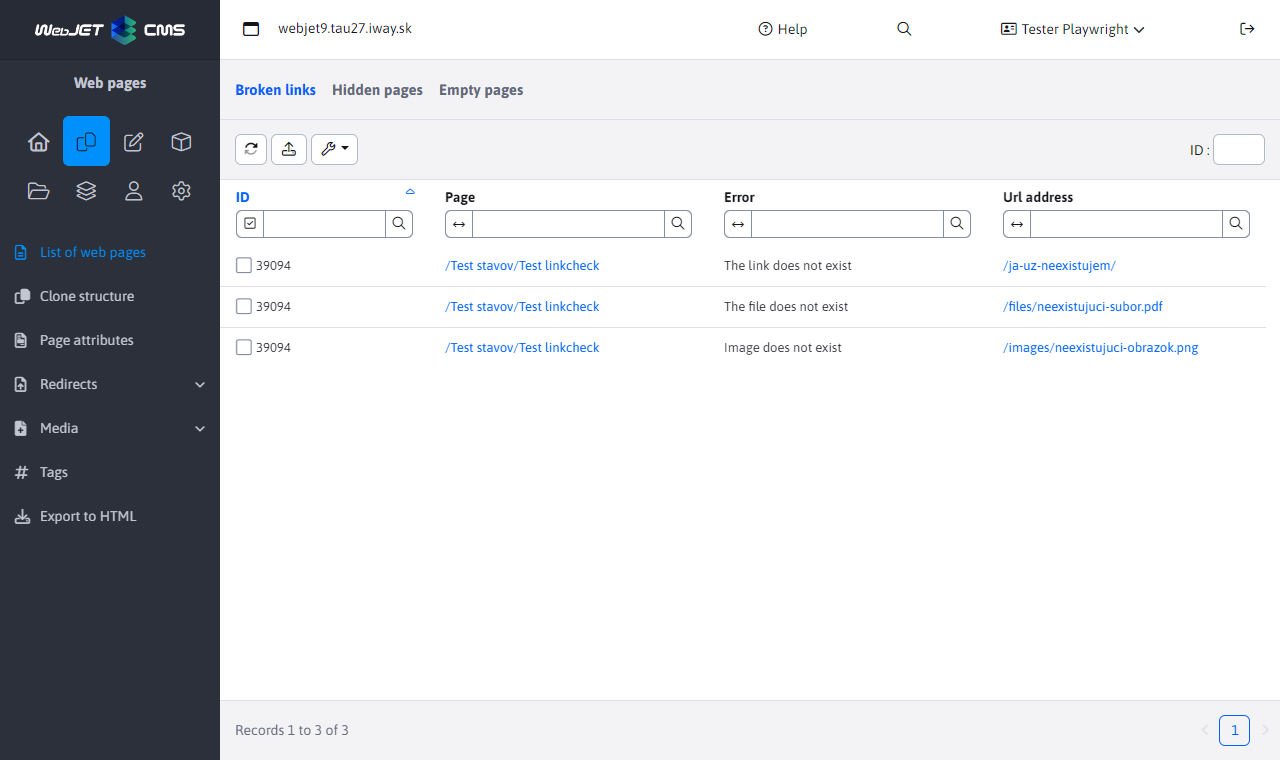 WebJET CMS
webjet9.tau27.iway.sk
Help
Tester Playwright
Web pages
List of web pages
Clone structure
Page attributes
Redirects
Media
Tags
Export to HTML
Broken links Hidden pages Empty pages
ID :
ID Page Error Url address
39094 /Test stavov/Test linkcheck The link does not exist /ja-uz-neexistujem/
39094 /Test stavov/Test linkcheck The file does not exist /files/neexistujuci-subor.pdf
39094 /Test stavov/Test linkcheck Image does not exist /images/neexistujuci-obrazok.png
Records 1 to 3 of 3
1